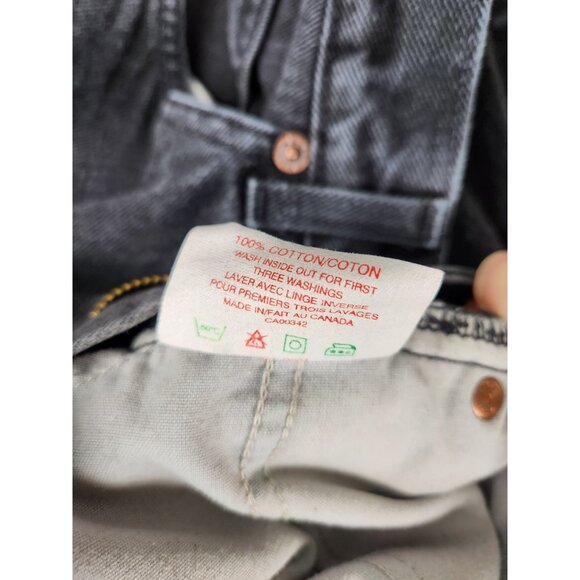 100% COTTON/COTON
WASH INSIDE OUT FOR FIRST
THREE WASHINGS
LAVER AVEC LINGE INVERSE
POUR PREMIERS TROIS LAVAGES
MADE IN/FAIT AU CANADA
CA00342